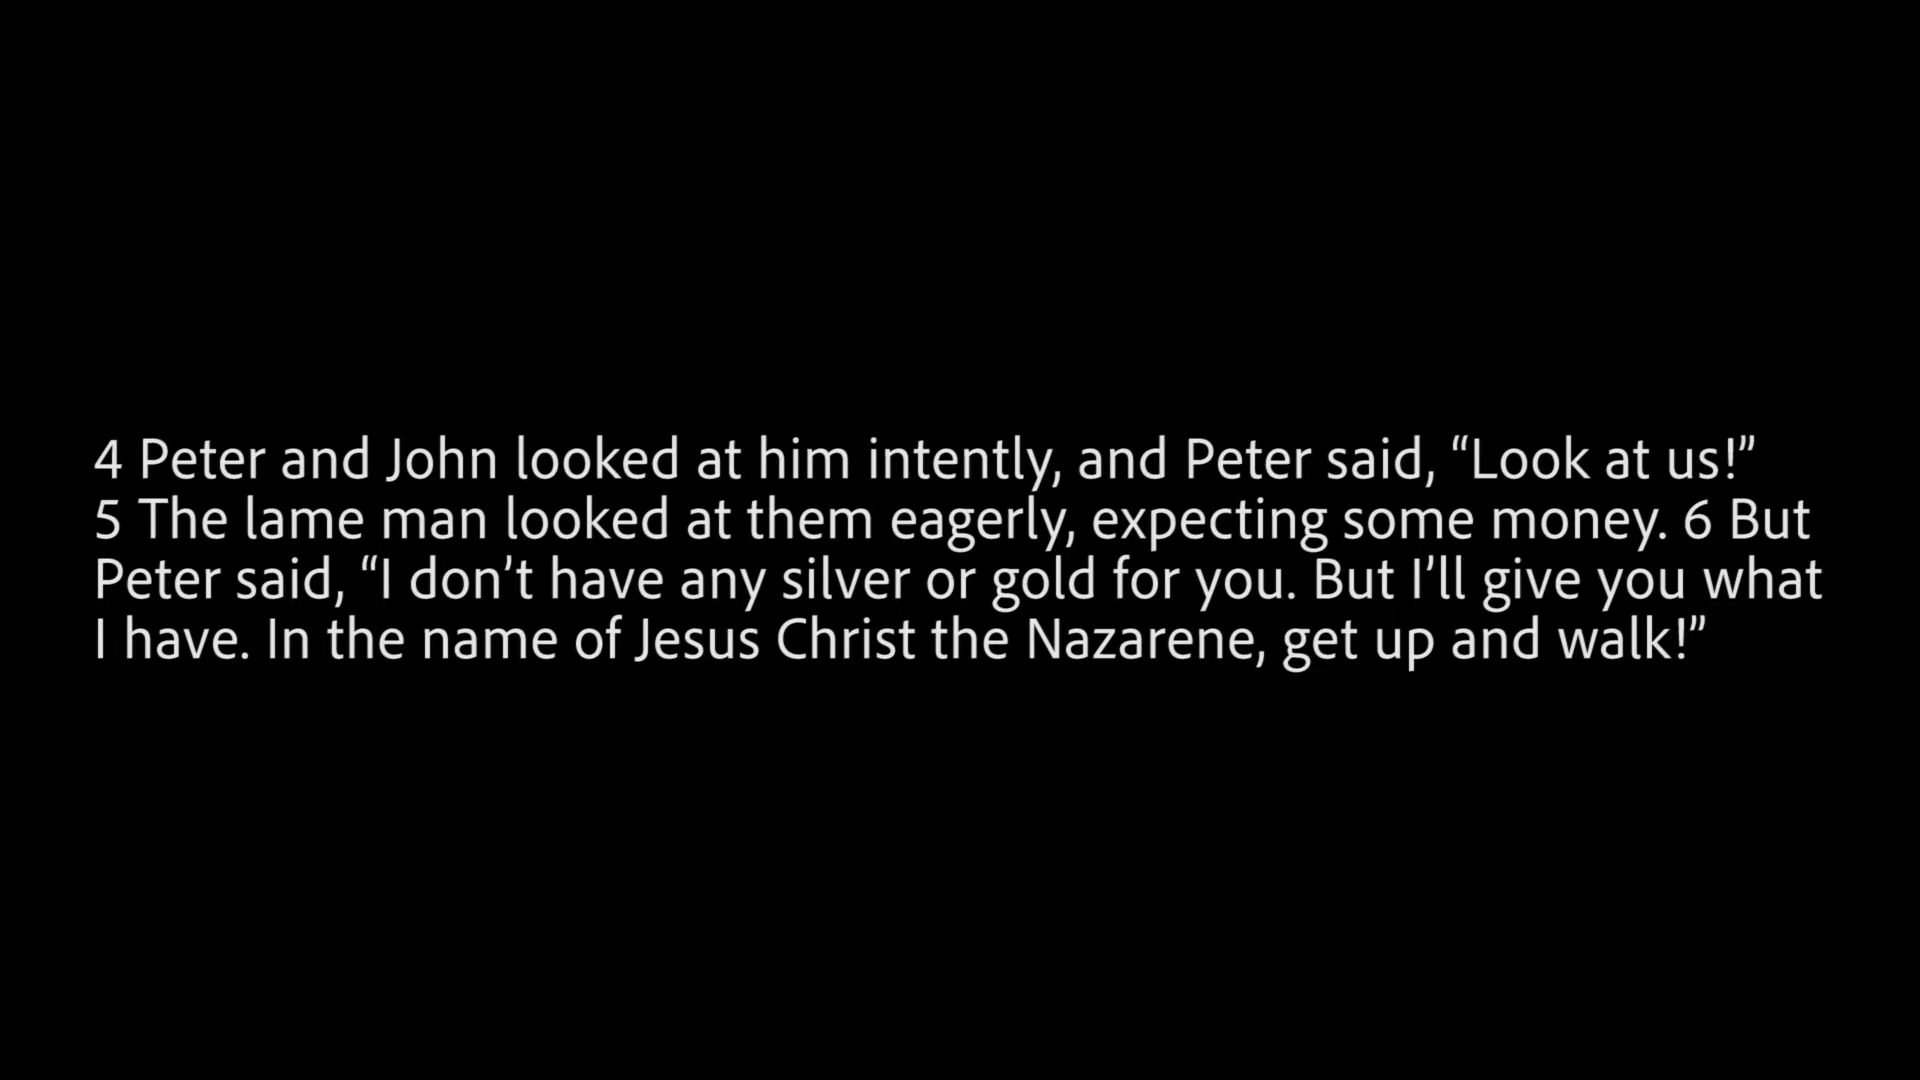 4 Peter and John looked at him intently, and Peter said, “Look at us!”
5 The lame man looked at them eagerly, expecting some money. 6 But
Peter said, “I don’t have any silver or gold for you. But I’ll give you what
I have. In the name of Jesus Christ the Nazarene, get up and walk!”